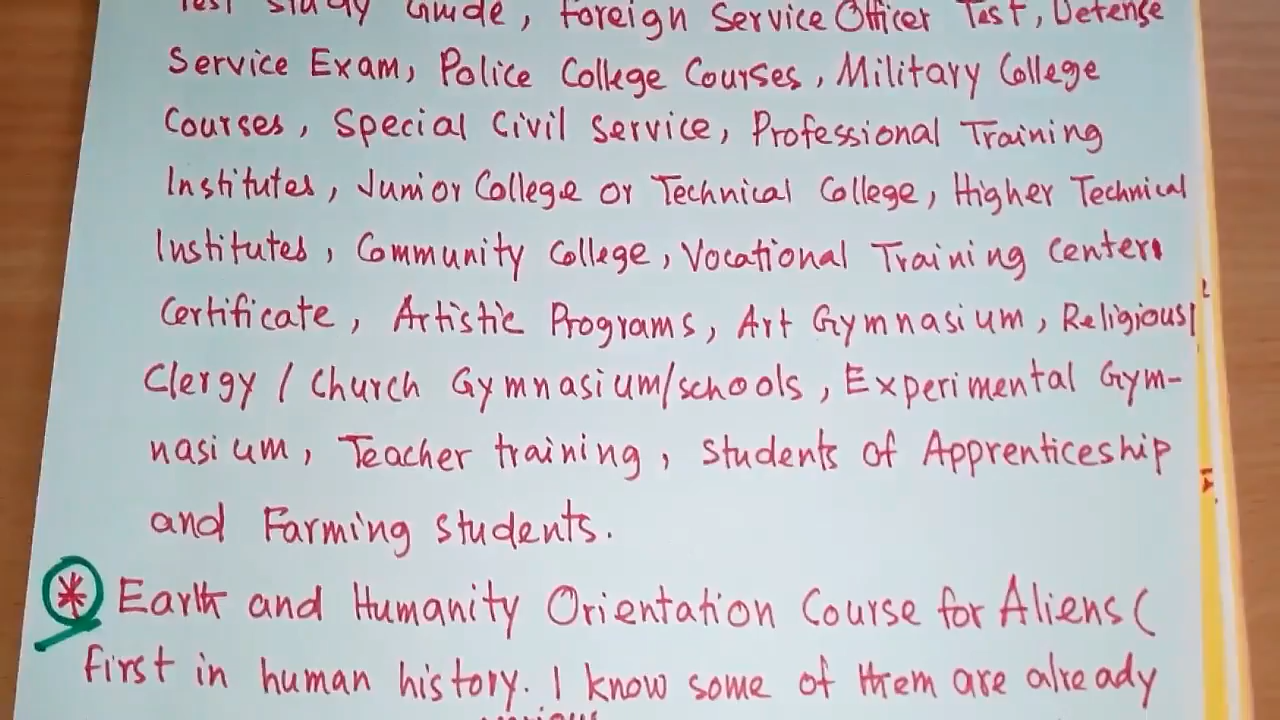 Test Study Guide, Foreign Service Officer Test, Defense
Service Exam, Police College Courses, Military College
Courses, Special Civil Service, Professional Training
Institutes, Junior College or Technical College, Higher Technical
Institutes, Community College, Vocational Training Center
Certificate, Artistic Programs, Art Gymnasium, Religious/
Clergy / Church Gymnasium/schools, Experimental Gym-
nasium, Teacher training, Students of Apprenticeship
and Farming students.
* Earth and Humanity Orientation Course for Aliens (
First in human history. I know some of them are already